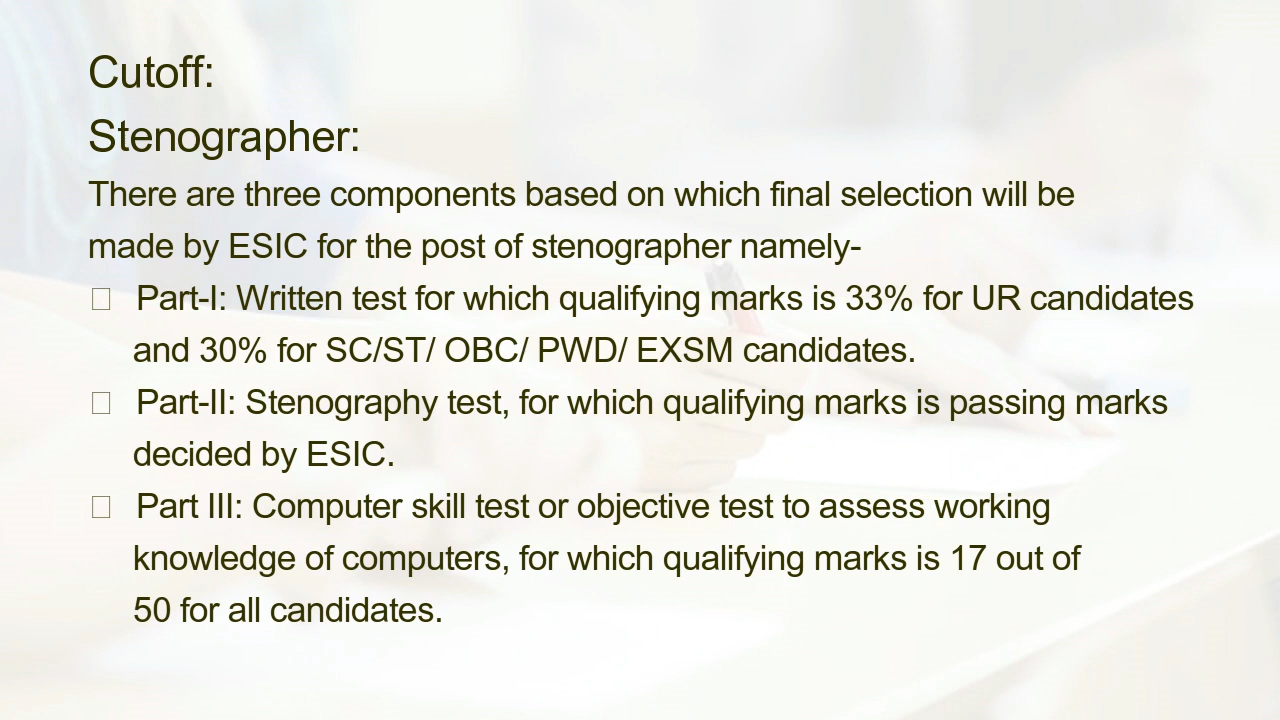 Cutoff:
Stenographer:
There are three components based on which final selection will be
made by ESIC for the post of stenographer namely-
Part-I: Written test for which qualifying marks is 33% for UR candidates
and 30% for SC/ST/ OBC/ PWD/ EXSM candidates.
Part-II: Stenography test, for which qualifying marks is passing marks
decided by ESIC.
Part III: Computer skill test or objective test to assess working
knowledge of computers, for which qualifying marks is 17 out of
50 for all candidates.